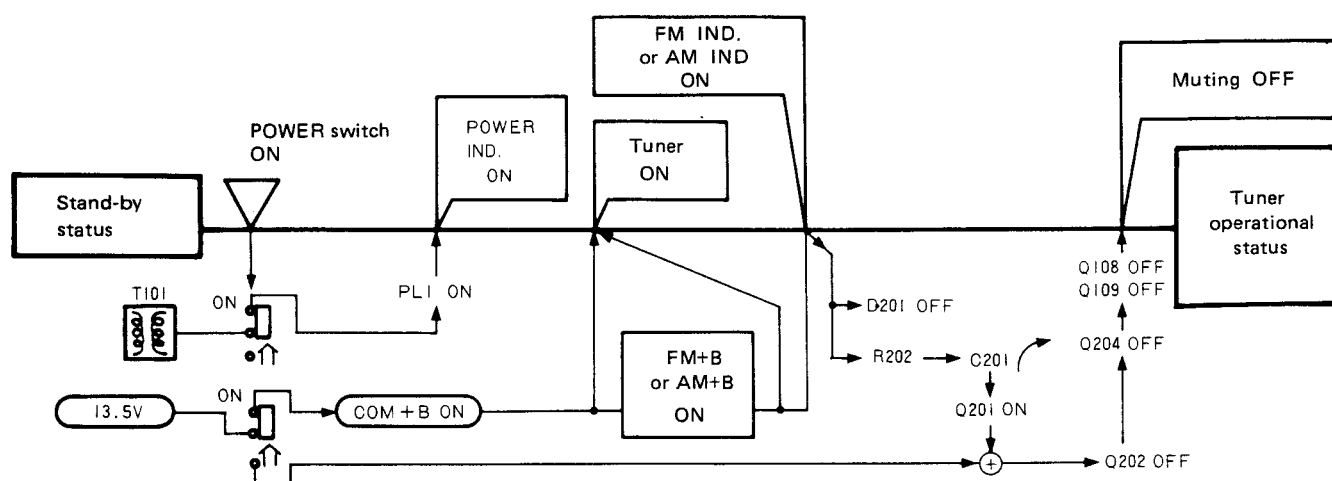 FM IND.
or AM IND
ON
Muting OFF
POWER
IND.
ON
POWER switch
ON
Tuner
ON
Stand-by
status
Tuner
operational
status
T101
ON
PL1 ON
D201 OFF
Q108 OFF
Q109 OFF
FM+B
or AM+B
ON
R202
C201
Q204 OFF
13.5V
ON
COM+B ON
Q201 ON
+
Q202 OFF